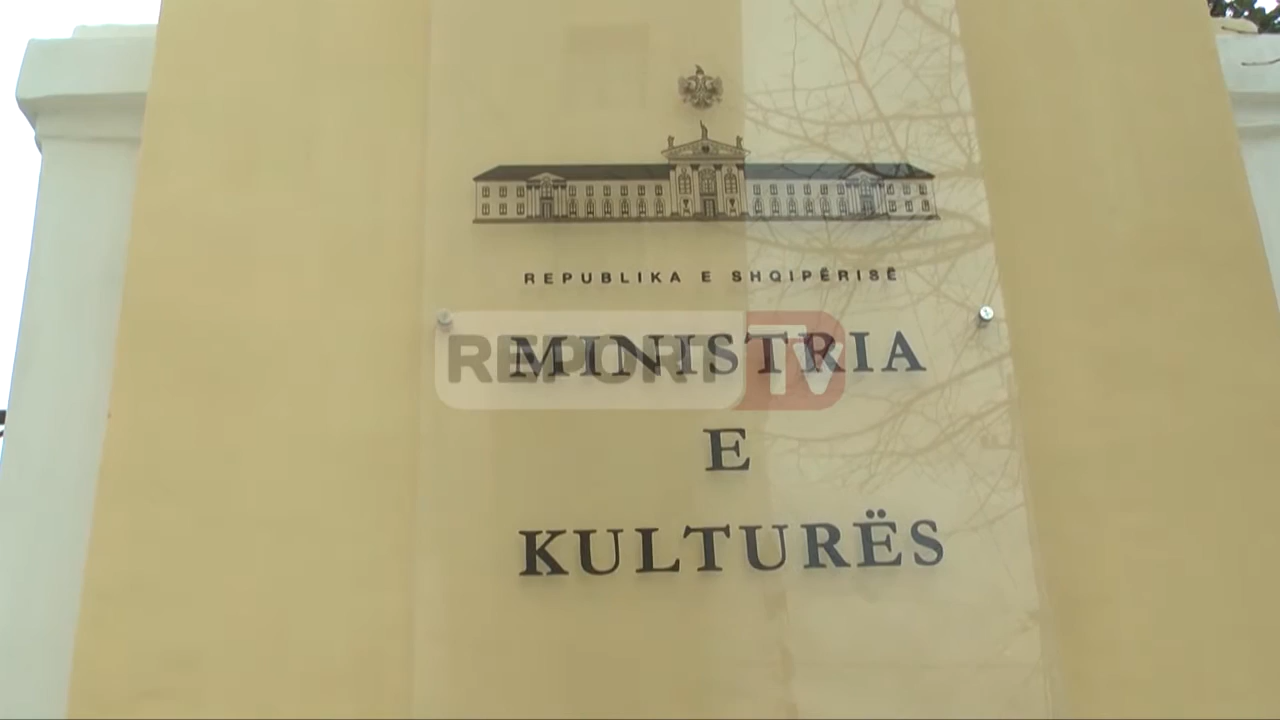 REPUBLIKA E SHQIPËRISË
MINISTRIA
REPORT Tv
E
KULTURËS